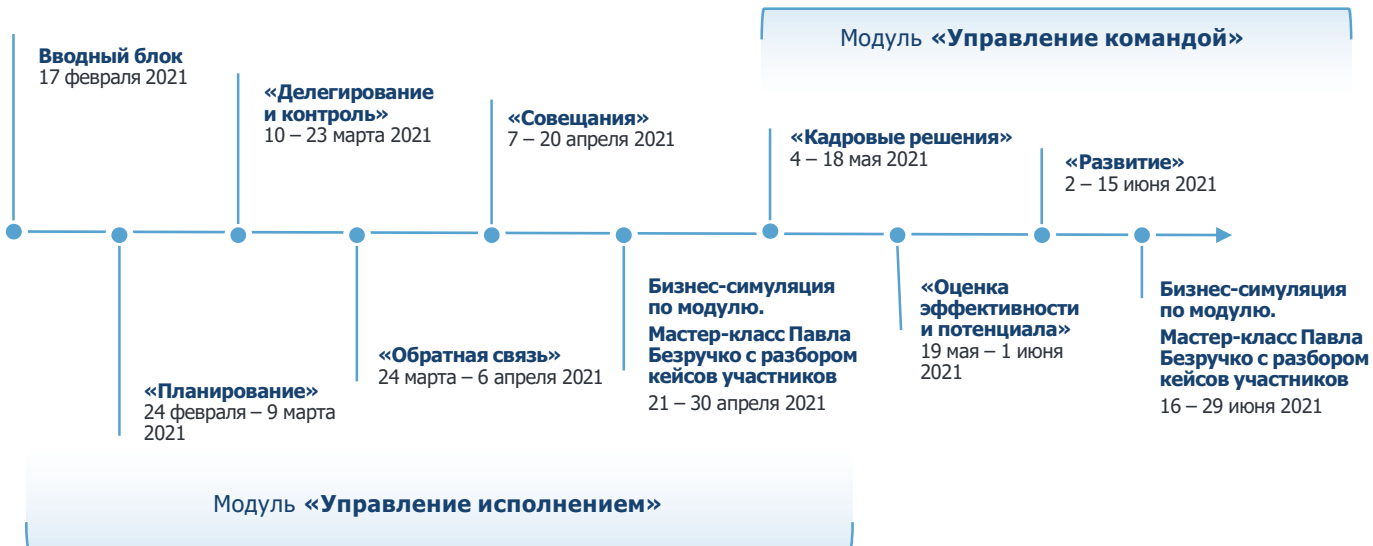 Модуль «Управление командой»
Вводный блок
17 февраля 2021
«Делегирование
и контроль»
10 – 23 марта 2021
«Совещания»
7 – 20 апреля 2021
«Кадровые решения»
4 – 18 мая 2021
«Развитие»
2 – 15 июня 2021
«Планирование»
24 февраля – 9 марта
2021
«Обратная связь»
24 марта – 6 апреля 2021
Бизнес-симуляция
по модулю.
Мастер-класс Павла
Безручко с разбором
кейсов участников
21 – 30 апреля 2021
«Оценка
эффективности
и потенциала»
19 мая – 1 июня
2021
Бизнес-симуляция
по модулю.
Мастер-класс Павла
Безручко с разбором
кейсов участников
16 – 29 июня 2021
Модуль «Управление исполнением»